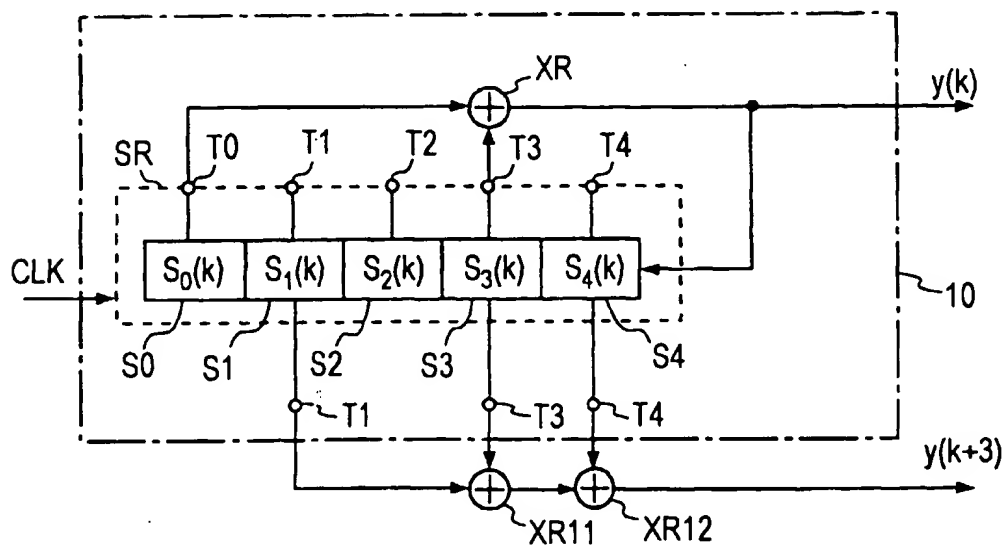 XR
y(k)
SR
T0
T1
T2
T3
T4
CLK
S₀(k)
S₁(k)
S₂(k)
S₃(k)
S₄(k)
10
S0
S1
S2
S3
S4
T1
T3
T4
y(k+3)
XR11
XR12